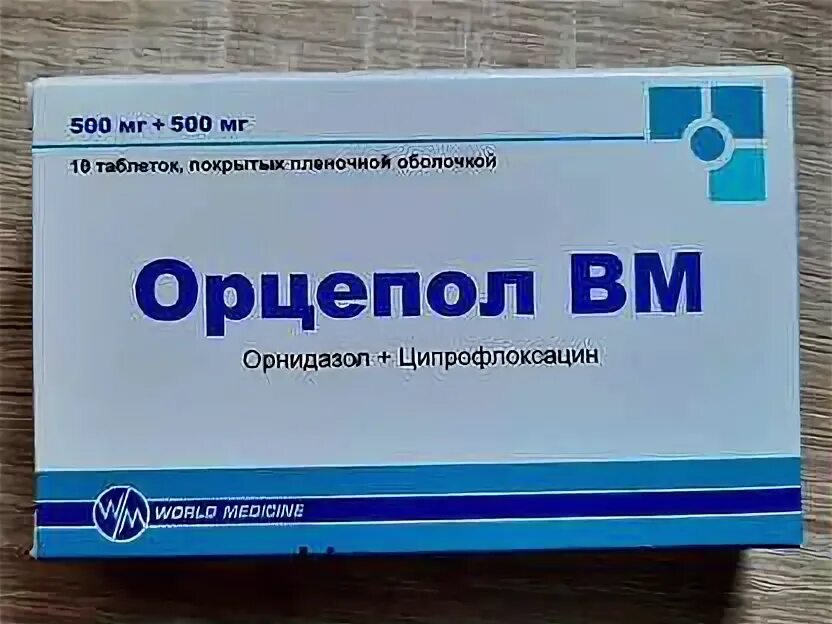 500 мг + 500 мг
10 таблеток, покрытых пленочной оболочкой
Орцепол ВМ
Орнидазол + Ципрофлоксацин
WM WORLD MEDICINE